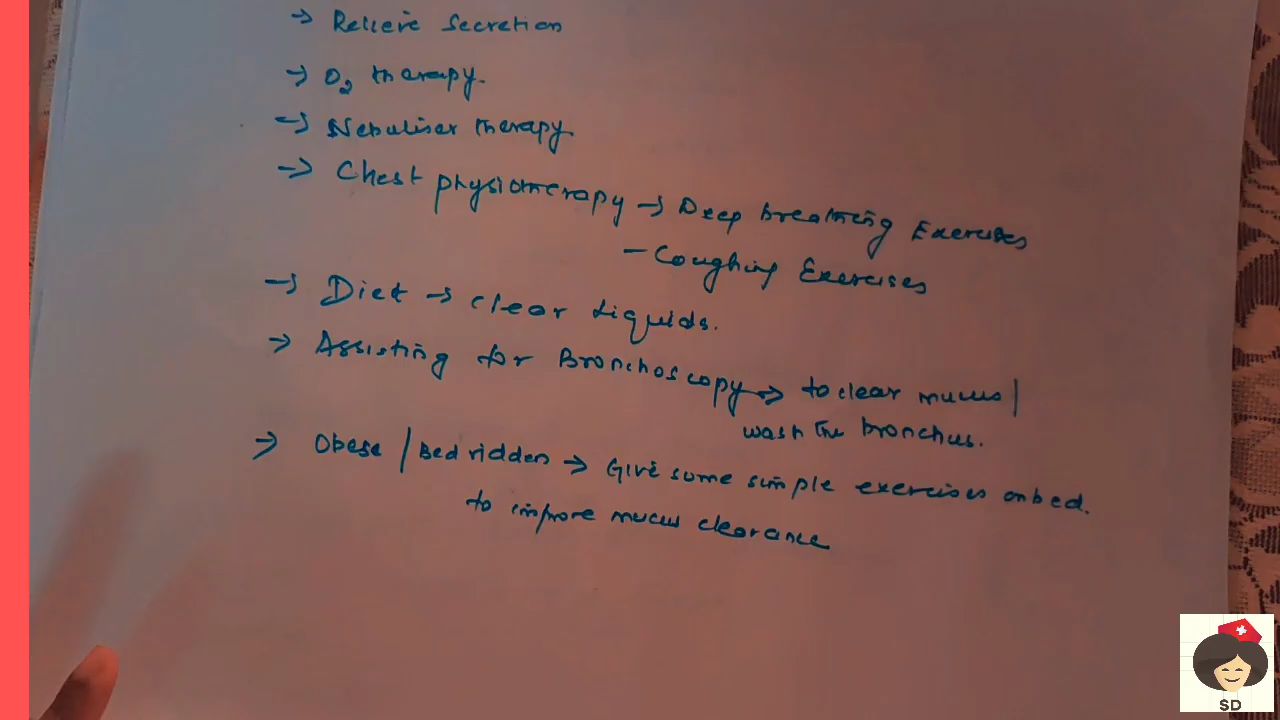 → Relieve Secretion
→ O2 therapy.
→ Nebuliser therapy.
→ Chest physiotherapy → Deep breathing Exercises
– Coughing Exercises
→ Diet → clear liquids.
→ Assisting for Bronchoscopy → to clear mucus /
wash the bronchus.
→ Obese / Bed ridden → Give some simple exercises on bed.
to improve mucus clearance
SD